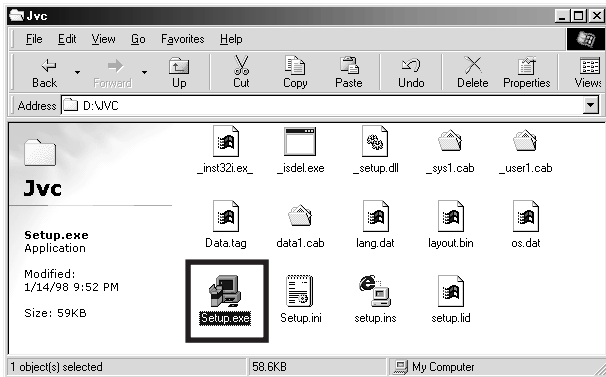 Jvc
File Edit View Go Favorites Help
Back Forward Up Cut Copy Paste Undo Delete Properties Views
Address D:\JVC
Jvc
Setup.exe
Application
Modified:
1/14/98 9:52 PM
Size: 59KB
_inst32i.ex_ _isdel.exe _setup.dll _sys1.cab _user1.cab
Data.tag data1.cab lang.dat layout.bin os.dat
Setup.exe Setup.ini setup.ins setup.lid
1 object(s) selected 58.6KB My Computer